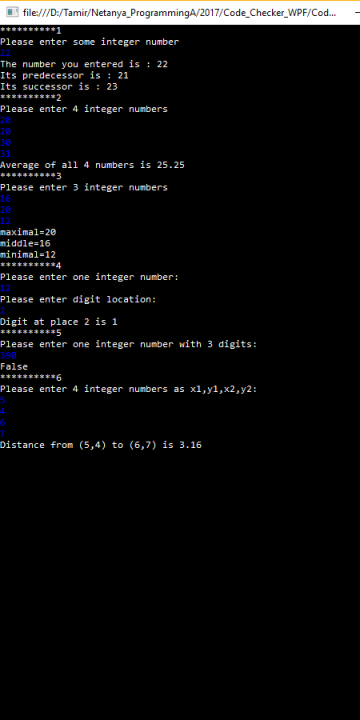 file:///D:/Tamir/Netanya_ProgrammingA/2017/Code_Checker_WPF/Cod...
**********1
Please enter some integer number
22
The number you entered is : 22
Its predecessor is : 21
Its successor is : 23
**********2
Please enter 4 integer numbers
20
20
30
31
Average of all 4 numbers is 25.25
**********3
Please enter 3 integer numbers
16
20
12
maximal=20
middle=16
minimal=12
**********4
Please enter one integer number:
12
Please enter digit location:
2
Digit at place 2 is 1
**********5
Please enter one integer number with 3 digits:
False
**********6
Please enter 4 integer numbers as x1,y1,x2,y2:
5
4
6
7
Distance from (5,4) to (6,7) is 3.16